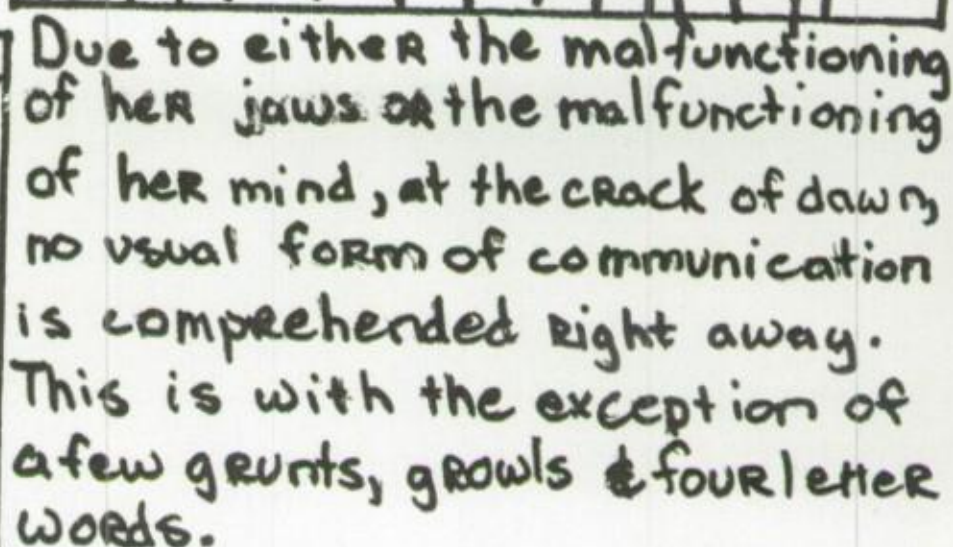 Due to either the malfunctioning
of her jaws or the malfunctioning
of her mind, at the crack of dawn,
no usual form of communication
is comprehended right away.
This is with the exception of
a few grunts, growls & four letter
words.